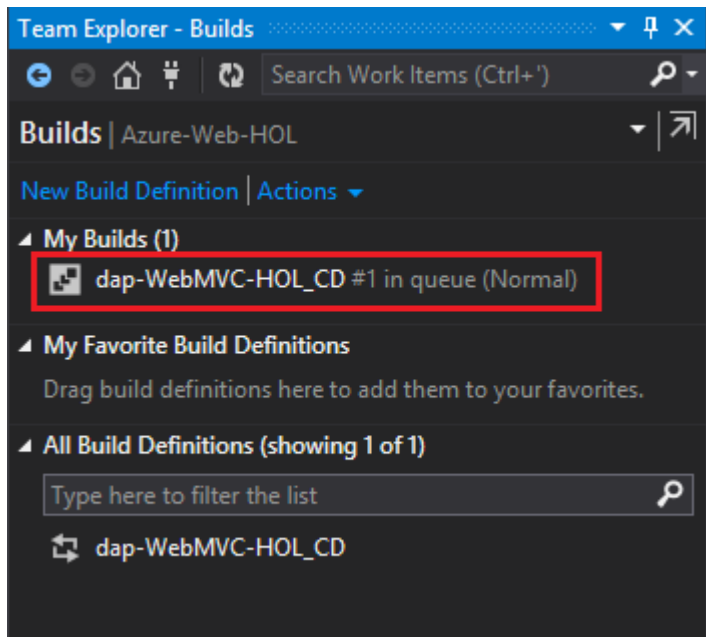 Team Explorer - Builds
Search Work Items (Ctrl+')
Builds | Azure-Web-HOL
New Build Definition | Actions
My Builds (1)
dap-WebMVC-HOL_CD #1 in queue (Normal)
My Favorite Build Definitions
Drag build definitions here to add them to your favorites.
All Build Definitions (showing 1 of 1)
Type here to filter the list
dap-WebMVC-HOL_CD